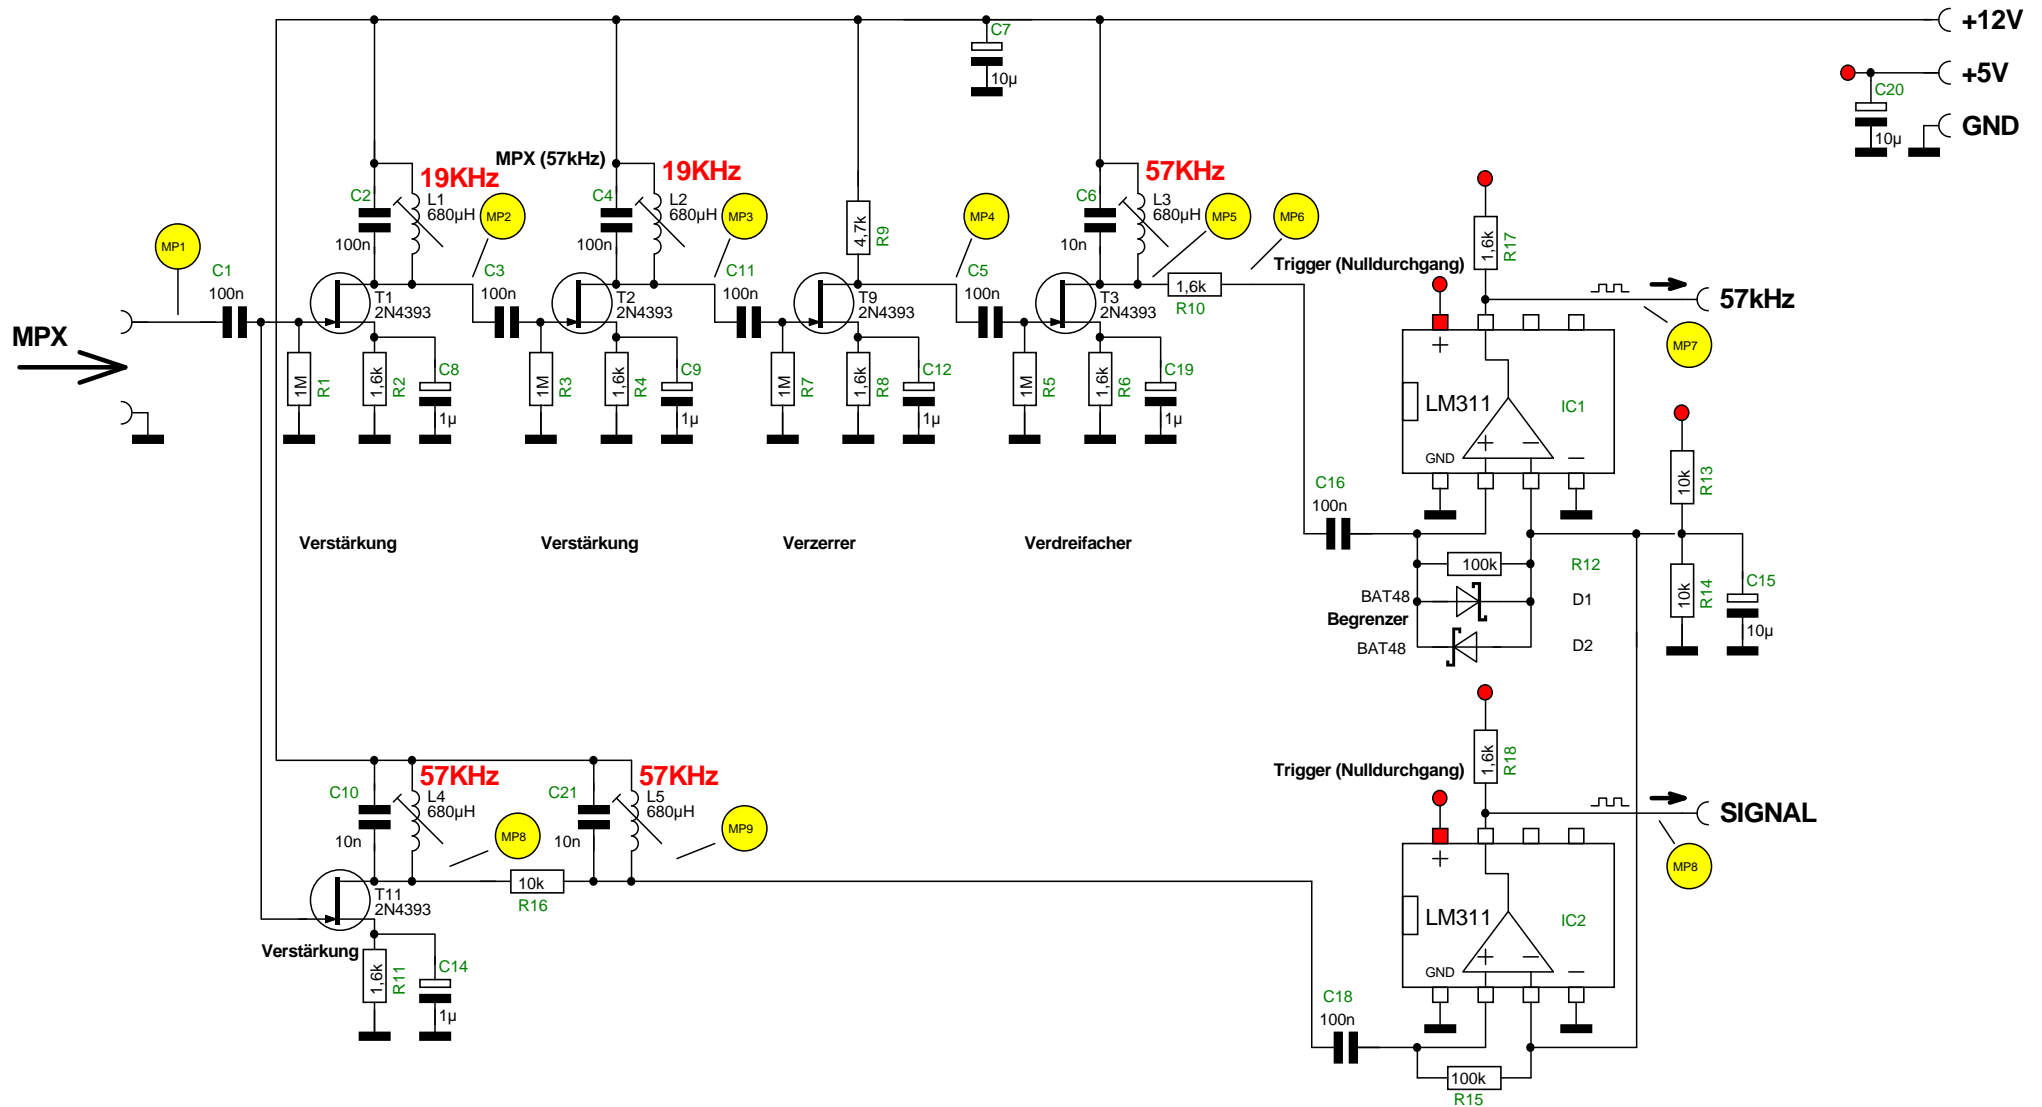 +12V
C7
10µ
+5V
C20
10µ
GND
MPX (57kHz)
19KHz
19KHz
57KHz
C2
L1
680µH
MP2
100n
C4
L2
680µH
MP3
100n
R9
4,7k
MP4
C6
L3
680µH
MP5
MP6
10n
MP1
C1
100n
C3
100n
C11
100n
C5
100n
T1
2N4393
T2
2N4393
T9
2N4393
T3
2N4393
1,6k
R10
MPX
1M
R1
1,6k
R2
C8
1µ
1M
R3
1,6k
R4
C9
1µ
1M
R7
1,6k
R8
C12
1µ
1M
R5
1,6k
R6
C19
1µ
Trigger (Nulldurchgang)
1,6k
R17
57kHz
MP7
+
LM311
IC1
GND
+
−
−
10k
R13
C16
100n
Verstärkung
Verstärkung
Verzerrer
Verdreifacher
100k
R12
BAT48
D1
Begrenzer
BAT48
D2
10k
R14
C15
10µ
57KHz
57KHz
C10
L4
680µH
10n
MP8
C21
L5
680µH
10n
MP9
T11
2N4393
10k
R16
Verstärkung
1,6k
R11
C14
1µ
Trigger (Nulldurchgang)
1,6k
R18
SIGNAL
MP8
+
LM311
IC2
GND
+
−
−
C18
100n
100k
R15